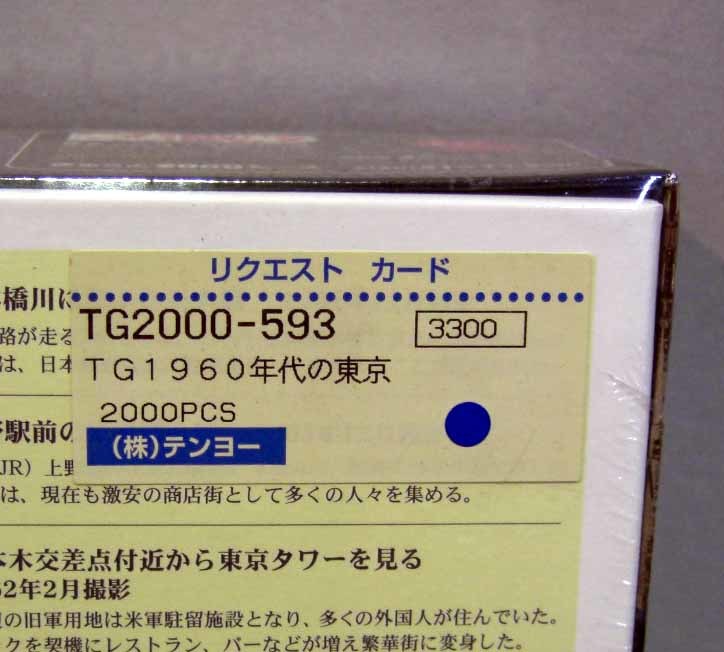 リクエスト カード
TG2000-593
3300
TG1960年代の東京
2000PCS
(株)テンヨー
橋川に
路が走る
は、日本
駅前の
JR）上野
は、現在も激安の商店街として多くの人々を集める。
本木交差点付近から東京タワーを見る
62年2月撮影
の旧軍用地は米軍駐留施設となり、多くの外国人が住んでいた。
クを契機にレストラン、バーなどが増え繁華街に変身した。